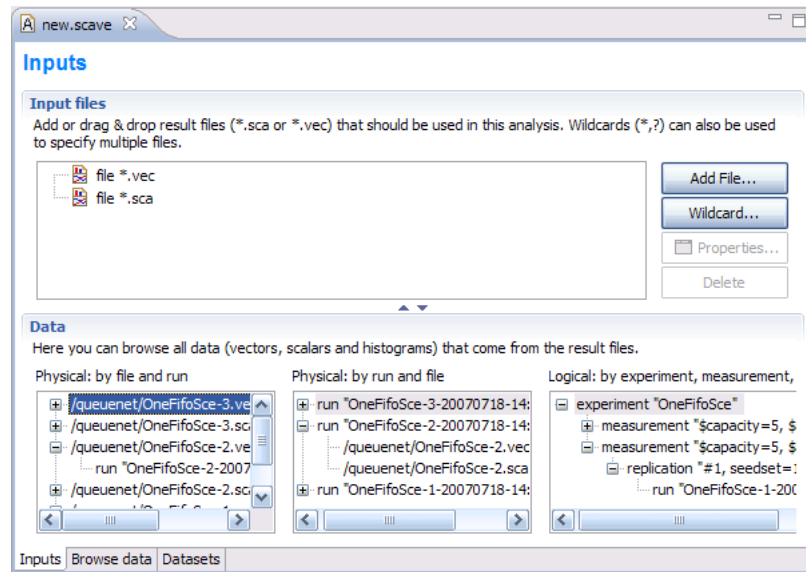 new.scave
Inputs
Input files
Add or drag & drop result files (*.sca or *.vec) that should be used in this analysis. Wildcards (*,?) can also be used
to specify multiple files.
file *.vec
file *.sca
Add File...
Wildcard...
Properties...
Delete
Data
Here you can browse all data (vectors, scalars and histograms) that come from the result files.
Physical: by file and run
/queuenet/OneFifoSce-3.ve
/queuenet/OneFifoSce-3.sc
/queuenet/OneFifoSce-2.ve
run "OneFifoSce-2-2007
/queuenet/OneFifoSce-2.sc
Physical: by run and file
run "OneFifoSce-3-20070718-14:
run "OneFifoSce-2-20070718-14:
/queuenet/OneFifoSce-2.vec
/queuenet/OneFifoSce-2.sca
run "OneFifoSce-1-20070718-14:
Logical: by experiment, measurement,
experiment "OneFifoSce"
measurement "$capacity=5, $
measurement "$capacity=5, $
replication "#1, seedset=1
run "OneFifoSce-1-200
Inputs Browse data Datasets